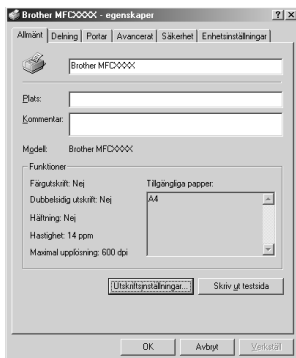 Brother MFCXXXX - egenskaper
Allmänt Delning Portar Avancerat Säkerhet Enhetsinställningar
Brother MFCXXXX
Plats:
Kommentar:
Modell: Brother MFCXXXX
Funktioner
Färgutskrift: Nej Tillgängliga papper:
Dubbelsidig utskrift: Nej A4
Häftning: Nej
Hastighet: 14 ppm
Maximal upplösning: 600 dpi
Utskriftsinställningar... Skriv ut testsida
OK Avbryt Verkställ